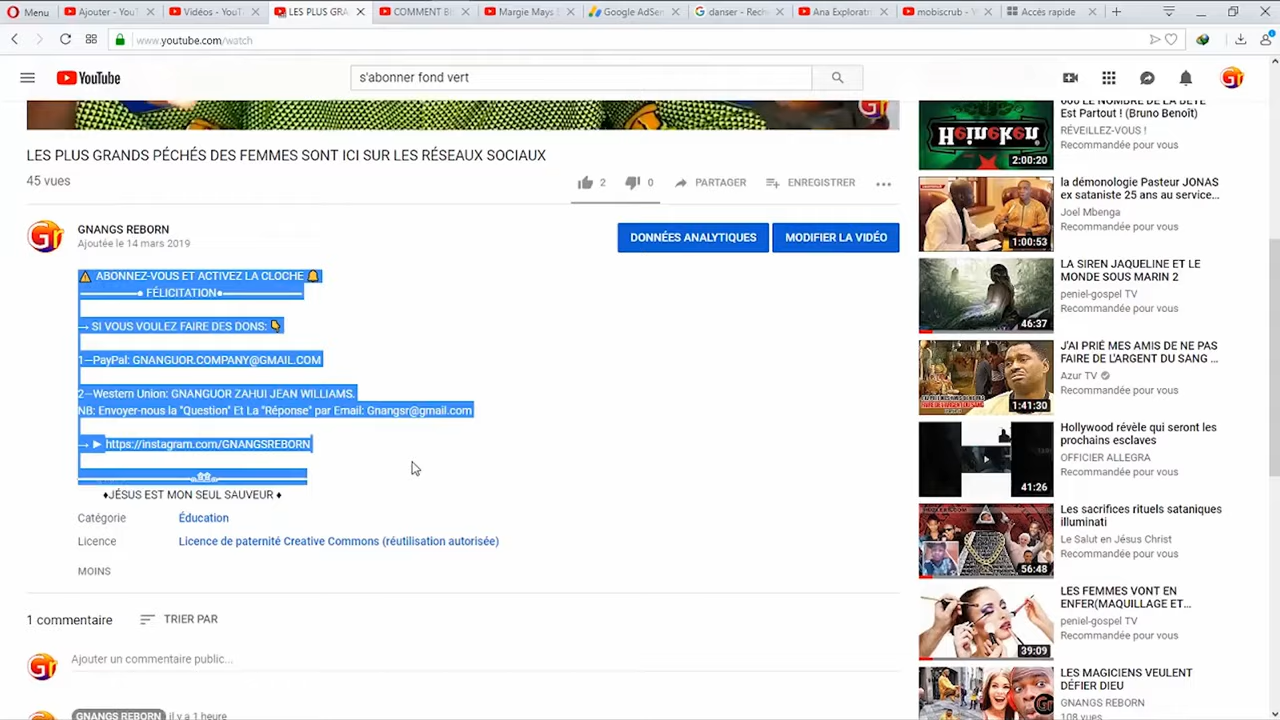 Menu
Ajouter - YouT
Vidéos - YouT
LES PLUS GRA
COMMENT BI
Margie Mays
Google AdSen
danser - Rech
Ana Explorati
mobiscrub - V
Accès rapide
www.youtube.com/watch
YouTube
s'abonner fond vert
LES PLUS GRANDS PÉCHÉS DES FEMMES SONT ICI SUR LES RÉSEAUX SOCIAUX
45 vues
2
0
PARTAGER
ENREGISTRER
GNANGS REBORN
Ajoutée le 14 mars 2019
DONNÉES ANALYTIQUES
MODIFIER LA VIDÉO
⚠ ABONNEZ-VOUS ET ACTIVEZ LA CLOCHE 🔔
FÉLICITATION
→ SI VOUS VOULEZ FAIRE DES DONS: 👇
1—PayPal: GNANGUOR.COMPANY@GMAIL.COM
2—Western Union: GNANGUOR ZAHUI JEAN WILLIAMS.
NB: Envoyer-nous la "Question" Et La "Réponse" par Email: Gnangsr@gmail.com
→ ► https://instagram.com/GNANGSREBORN
♦JÉSUS EST MON SEUL SAUVEUR ♦
Catégorie
Éducation
Licence
Licence de paternité Creative Commons (réutilisation autorisée)
MOINS
1 commentaire
TRIER PAR
Ajouter un commentaire public...
GNANGS REBORN il y a 1 heure
666 LE NOMBRE DE LA BÊTE
Est Partout ! (Bruno Benoît)
RÉVEILLEZ-VOUS !
Recommandée pour vous
Heineken
2:00:20
la démonologie Pasteur JONAS
ex sataniste 25 ans au service...
Joel Mbenga
Recommandée pour vous
1:00:53
LA SIREN JAQUELINE ET LE
MONDE SOUS MARIN 2
peniel-gospel TV
Recommandée pour vous
46:37
J'AI PRIÉ MES AMIS DE NE PAS
FAIRE DE L'ARGENT DU SANG ...
Azur TV
Recommandée pour vous
1:41:30
Hollywood révèle qui seront les
prochains esclaves
OFFICIER ALLEGRA
Recommandée pour vous
41:26
Les sacrifices rituels sataniques
illuminati
Le Salut en Jésus Christ
Recommandée pour vous
56:48
LES FEMMES VONT EN
ENFER(MAQUILLAGE ET...
peniel-gospel TV
Recommandée pour vous
39:09
LES MAGICIENS VEULENT
DÉFIER DIEU
GNANGS REBORN
108 vues